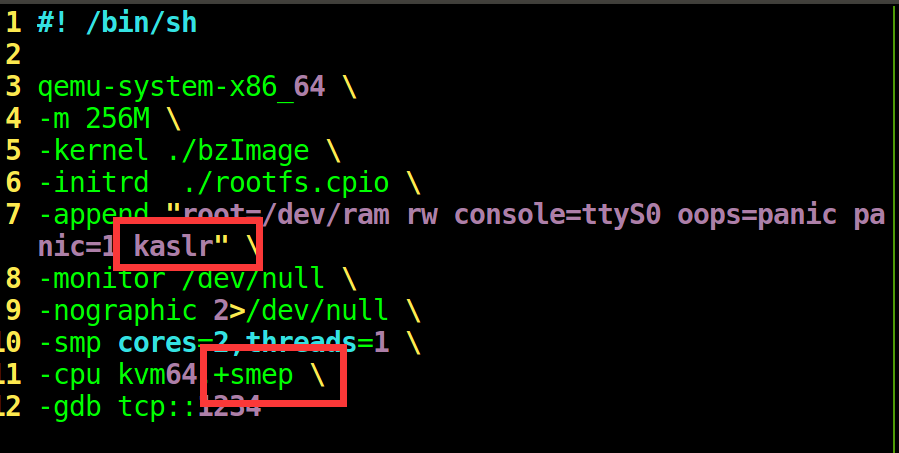 1 #! /bin/sh
2
3 qemu-system-x86_64 \
4 -m 256M \
5 -kernel ./bzImage \
6 -initrd  ./rootfs.cpio \
7 -append "root=/dev/ram rw console=ttyS0 oops=panic pa
nic=1 kaslr" \
8 -monitor /dev/null \
9 -nographic 2>/dev/null \
10 -smp cores=2,threads=1 \
11 -cpu kvm64 +smep \
12 -gdb tcp::1234